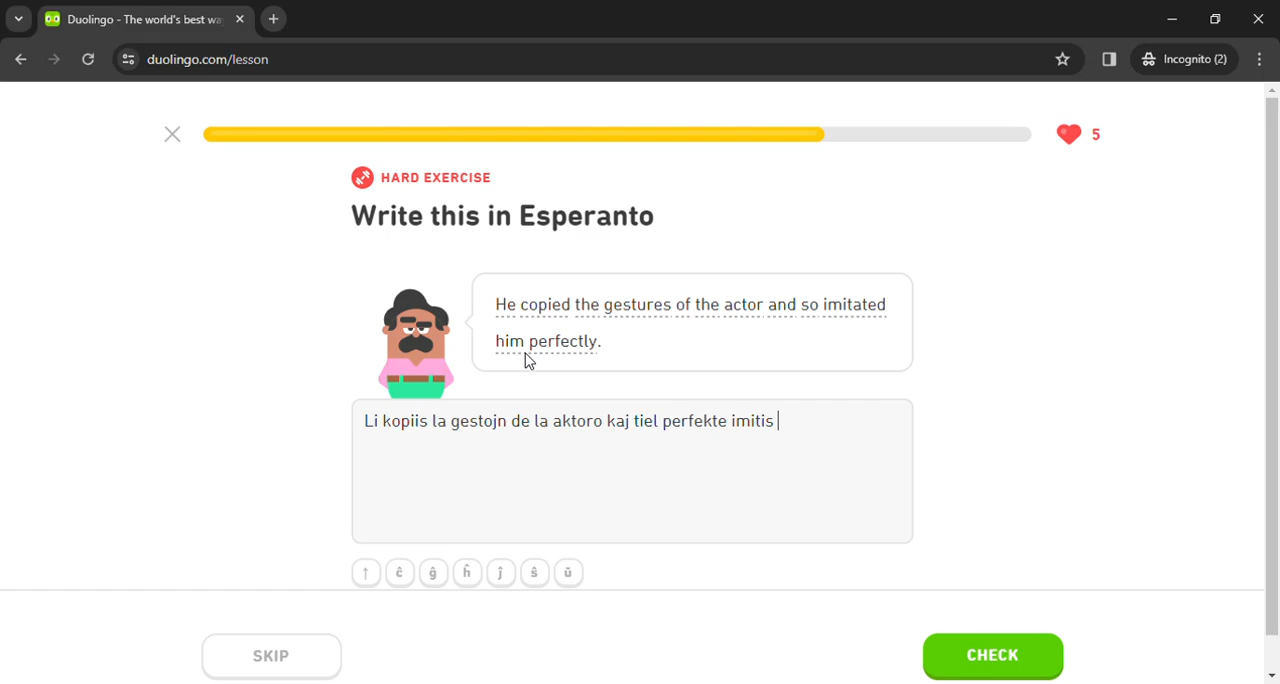 Duolingo - The world's best wa
duolingo.com/lesson
Incognito (2)
5
HARD EXERCISE
Write this in Esperanto
He copied the gestures of the actor and so imitated
him perfectly.
Li kopiis la gestojn de la aktoro kaj tiel perfekte imitis
↑ ĉ ĝ ĥ ĵ ŝ ŭ
SKIP
CHECK